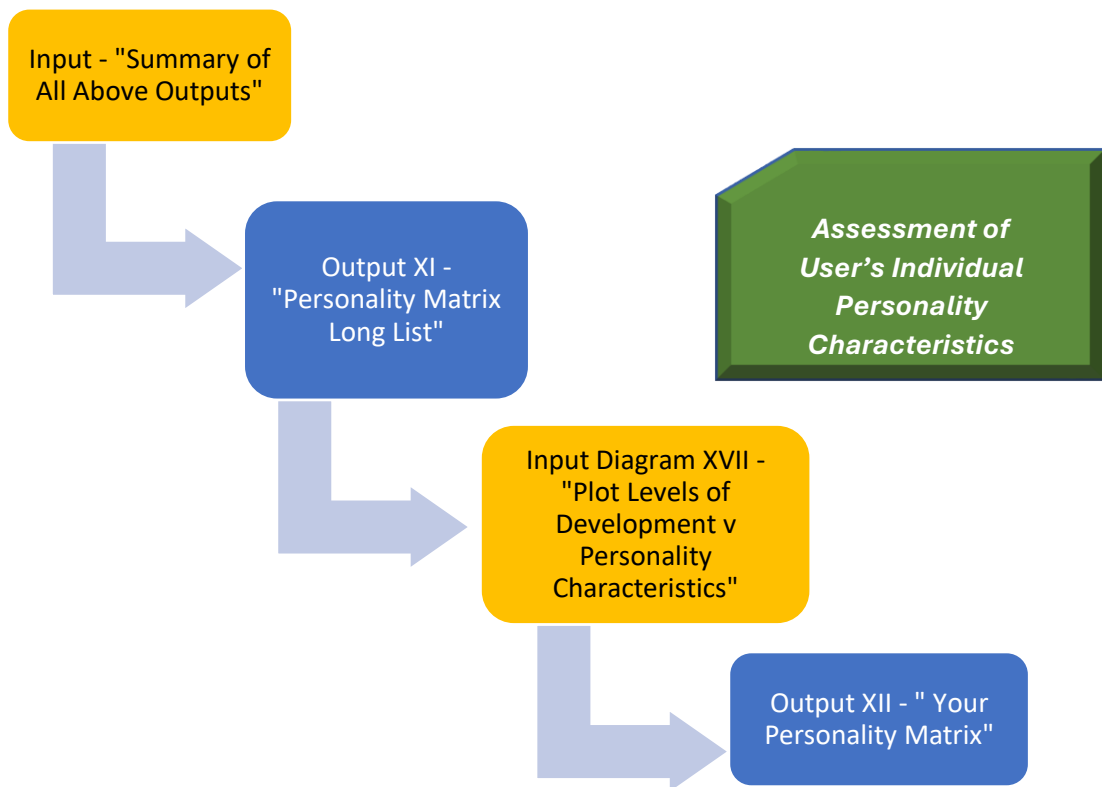 Input - "Summary of
All Above Outputs"
Assessment of
User’s Individual
Personality
Characteristics
Output XI -
"Personality Matrix
Long List"
Input Diagram XVII -
"Plot Levels of
Development v
Personality
Characteristics"
Output XII - " Your
Personality Matrix"